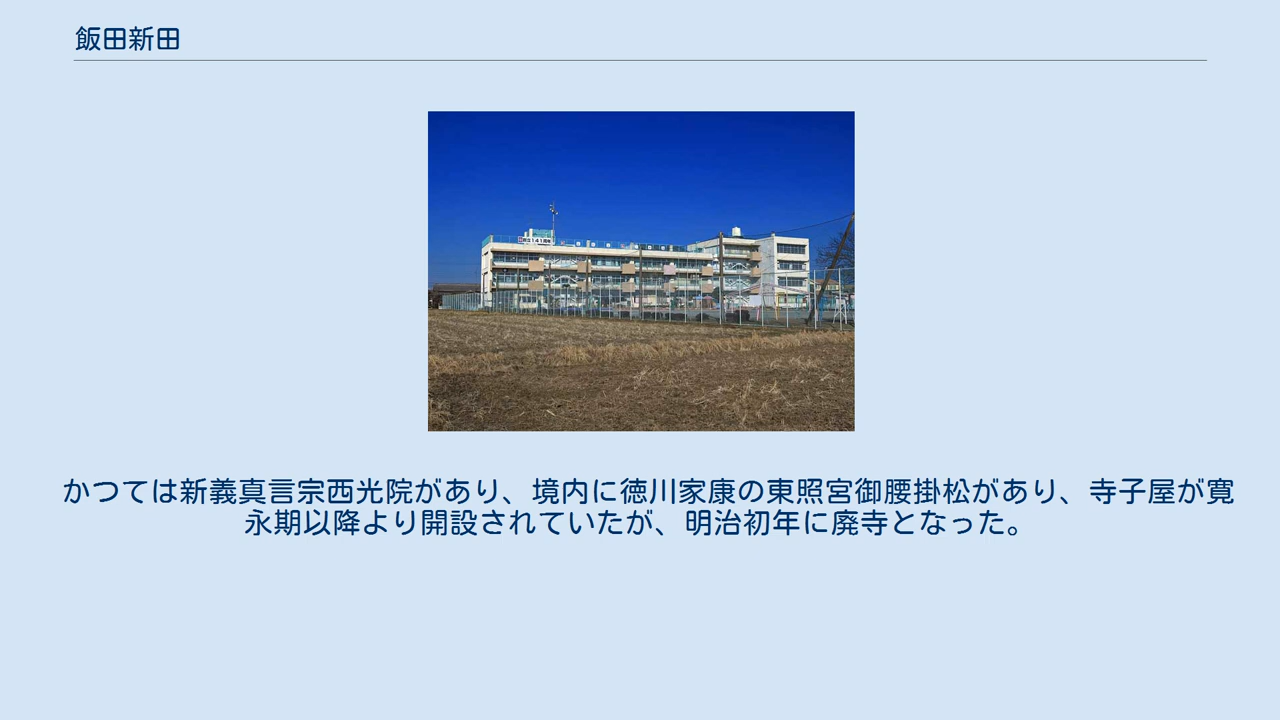 飯田新田
かつては新義真言宗西光院があり、境内に徳川家康の東照宮御腰掛松があり、寺子屋が寛
永期以降より開設されていたが、明治初年に廃寺となった。